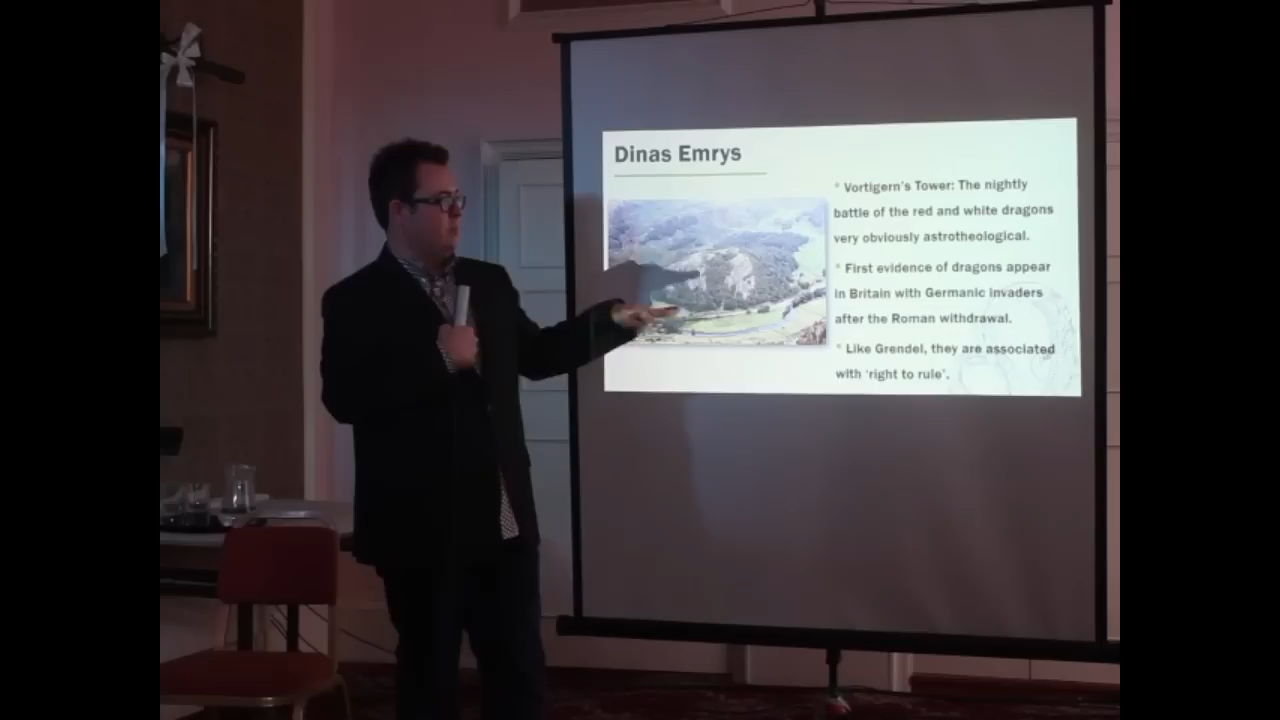 Dinas Emrys
* Vortigern's Tower: The nightly
battle of the red and white dragons
very obviously astrotheological.
* First evidence of dragons appear
in Britain with Germanic invaders
after the Roman withdrawal.
* Like Grendel, they are associated
with 'right to rule'.